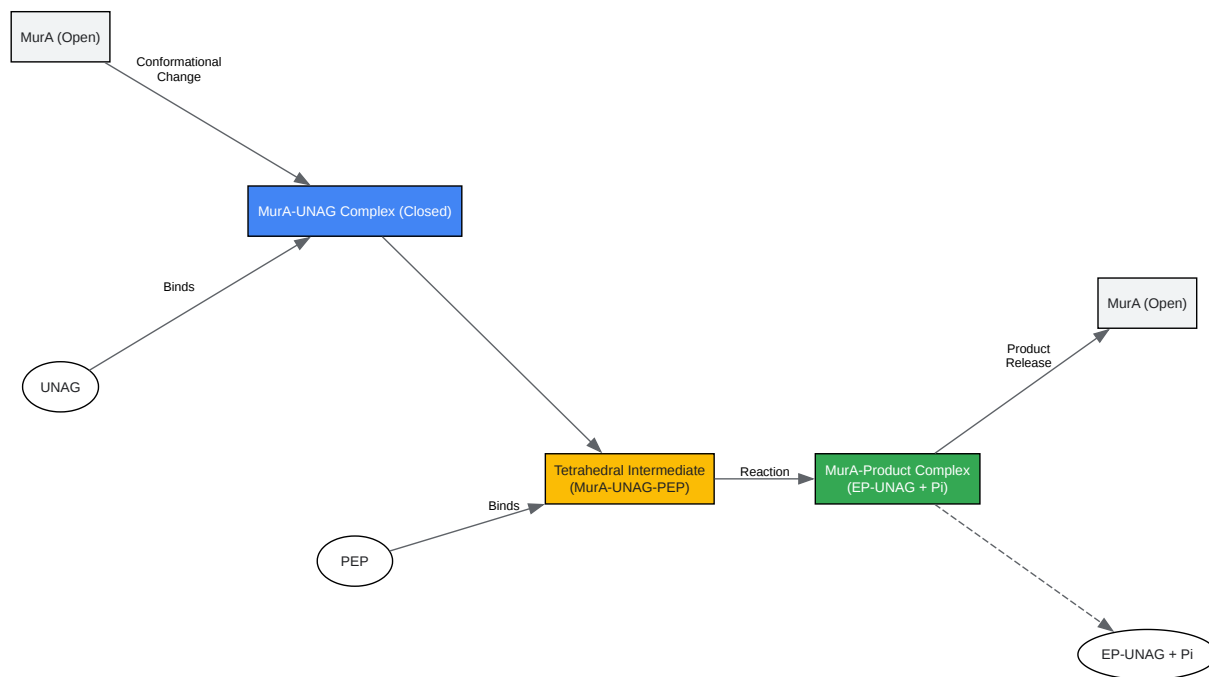 MurA (Open)
Conformational
Change
MurA-UNAG Complex (Closed)
Binds
UNAG
MurA (Open)
Product
Release
Tetrahedral Intermediate
(MurA-UNAG-PEP)
Reaction
MurA-Product Complex
(EP-UNAG + Pi)
Binds
PEP
EP-UNAG + Pi